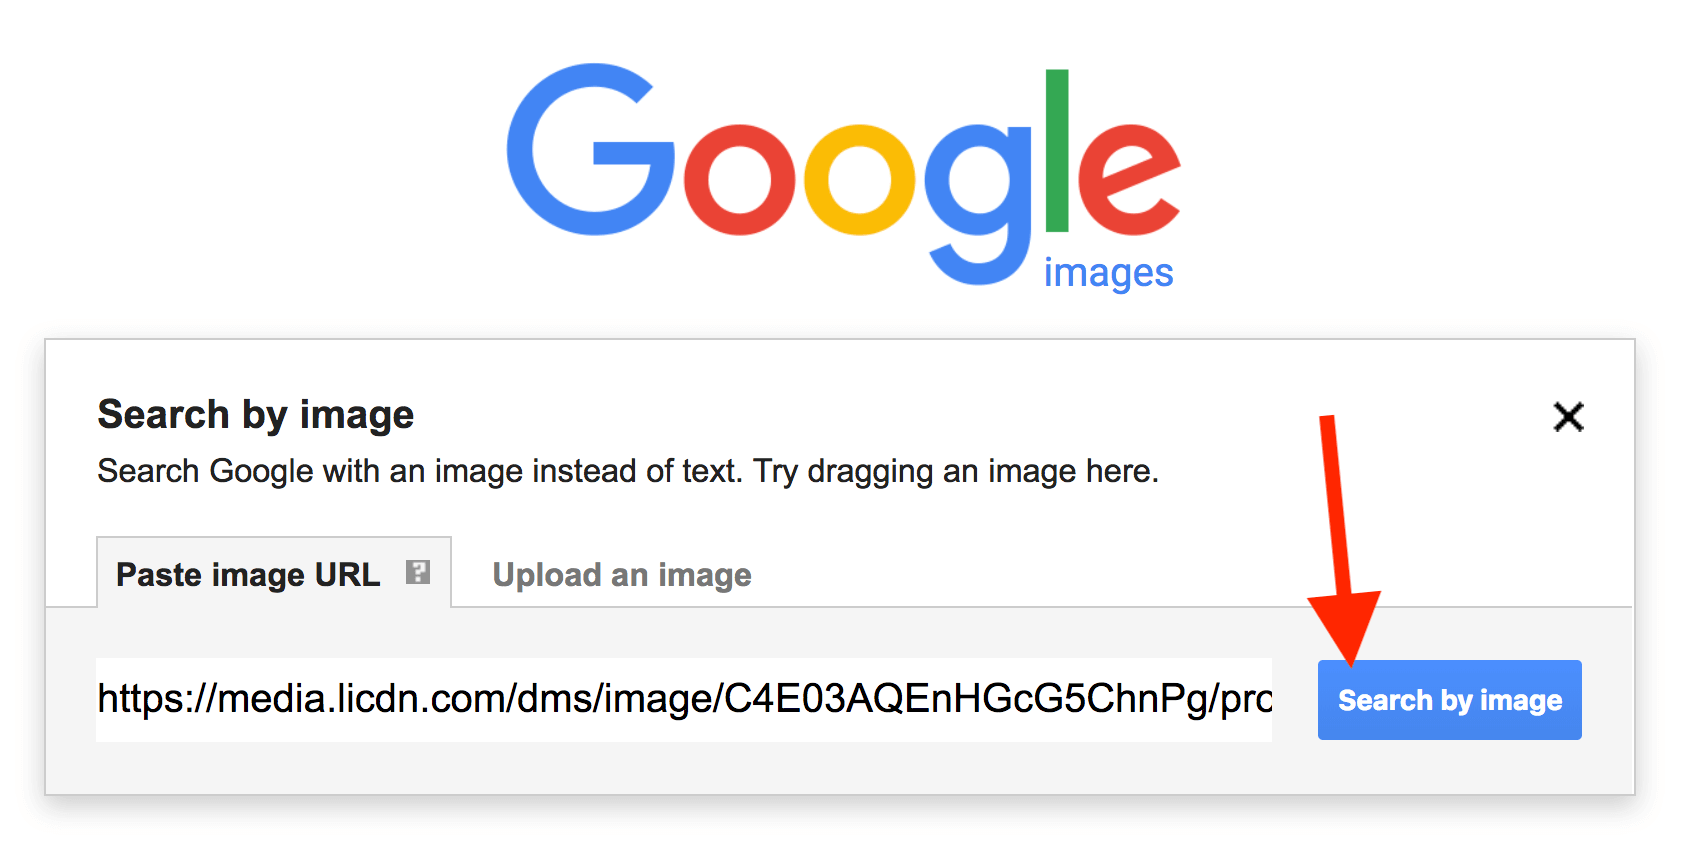 Google
images
Search by image
Search Google with an image instead of text. Try dragging an image here.
Paste image URL ?
Upload an image
https://media.licdn.com/dms/image/C4E03AQEnHGcG5ChnPg/pro
Search by image